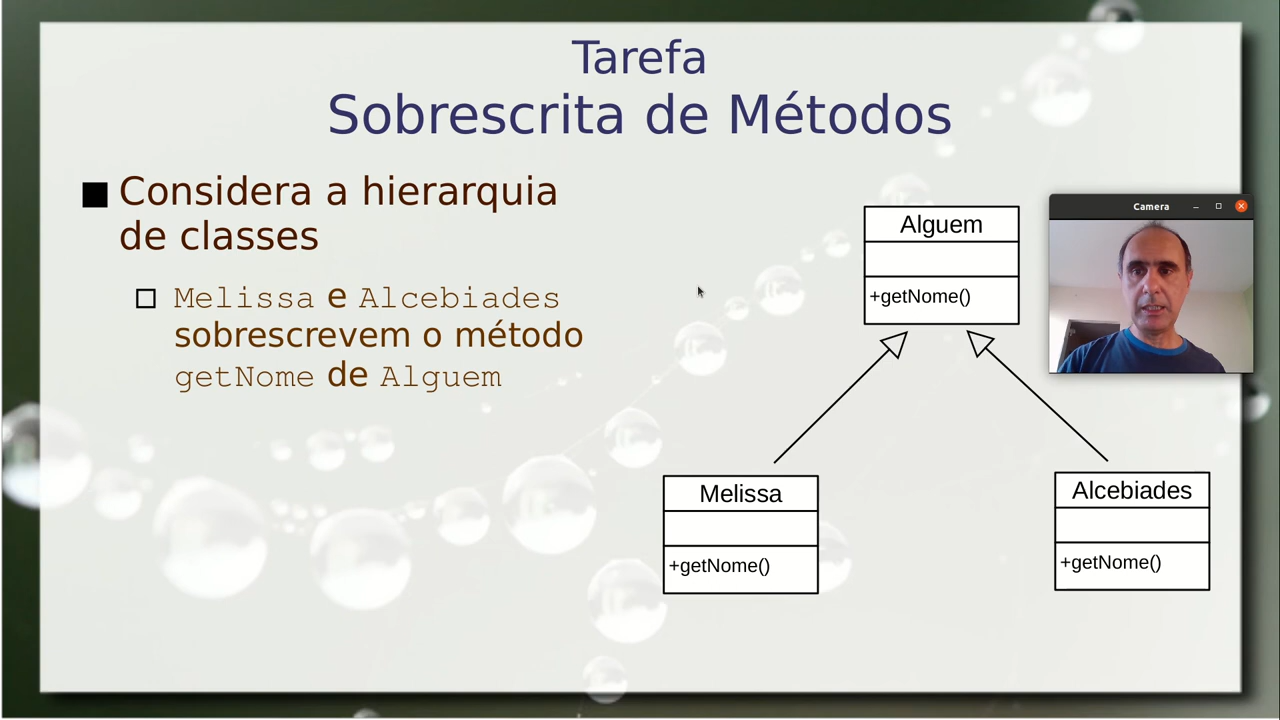 Tarefa
Sobrescrita de Métodos
Considera a hierarquia
de classes
Melissa e Alcebiades
sobrescrevem o método
getNome de Alguem
Alguem
+getNome()
Camera
Melissa
+getNome()
Alcebiades
+getNome()